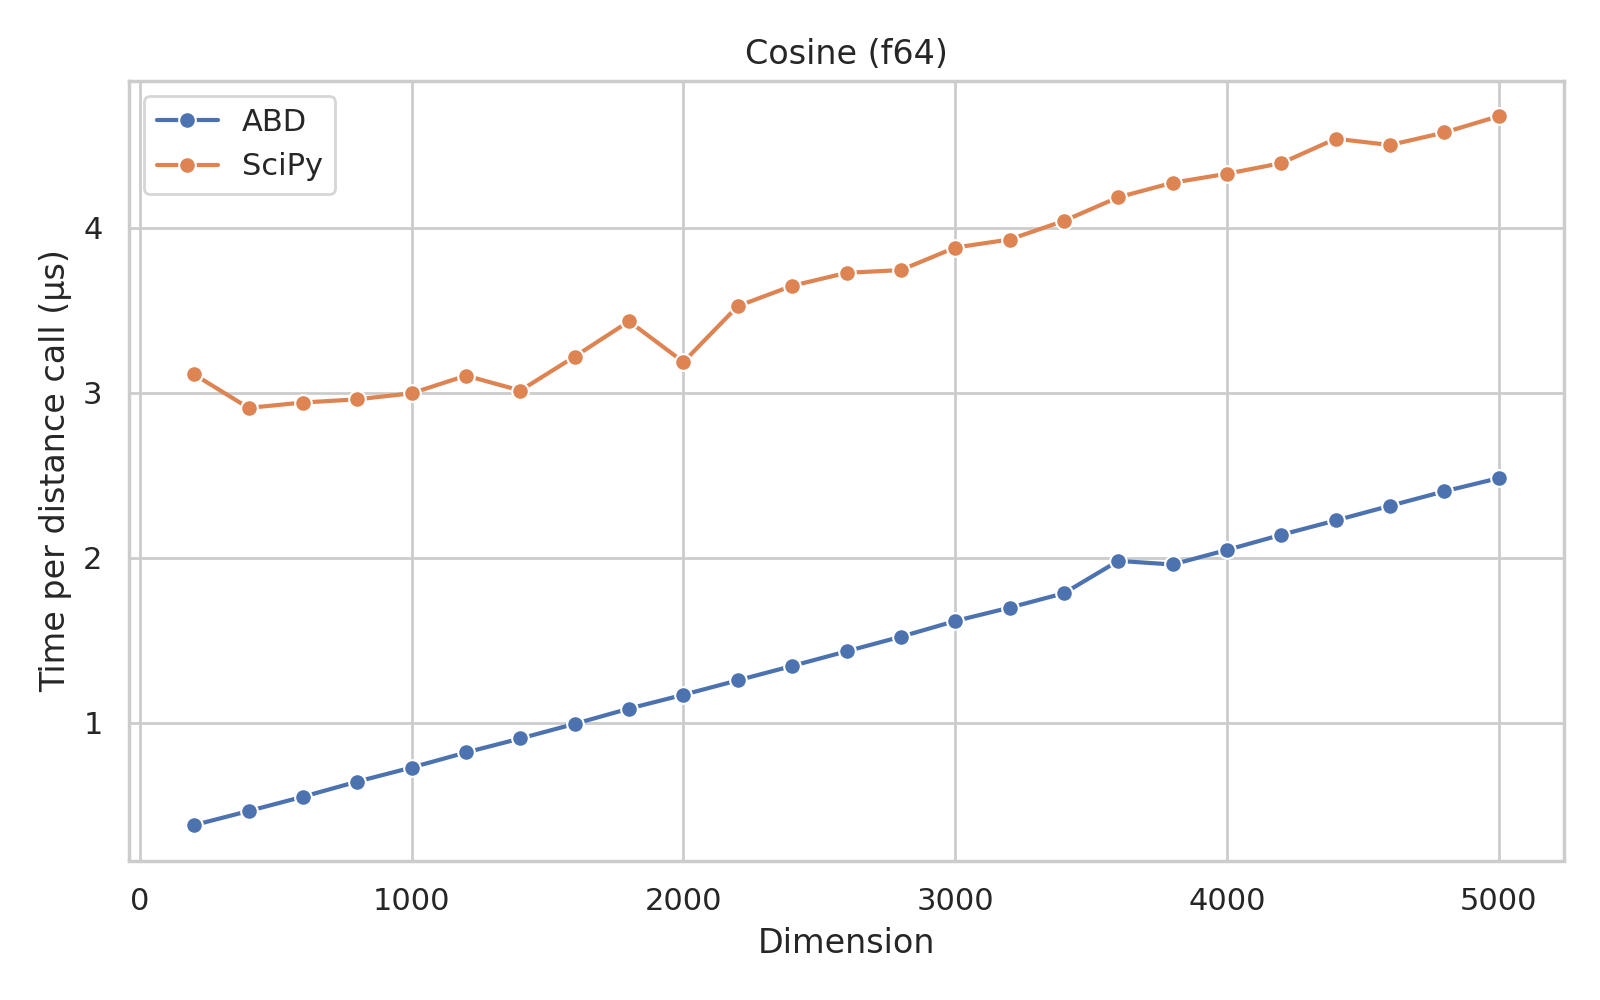 Cosine (f64)
ABD
SciPy
Time per distance call (µs)
4
3
2
1
0 1000 2000 3000 4000 5000
Dimension